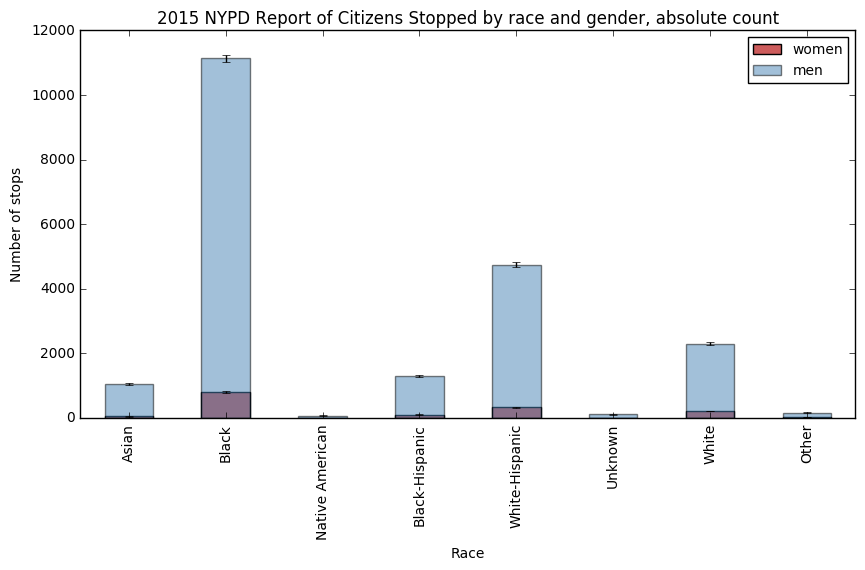 2015 NYPD Report of Citizens Stopped by race and gender, absolute count
women
men
Number of stops
12000
10000
8000
6000
4000
2000
0
Asian
Black
Native American
Black-Hispanic
White-Hispanic
Unknown
White
Other
Race